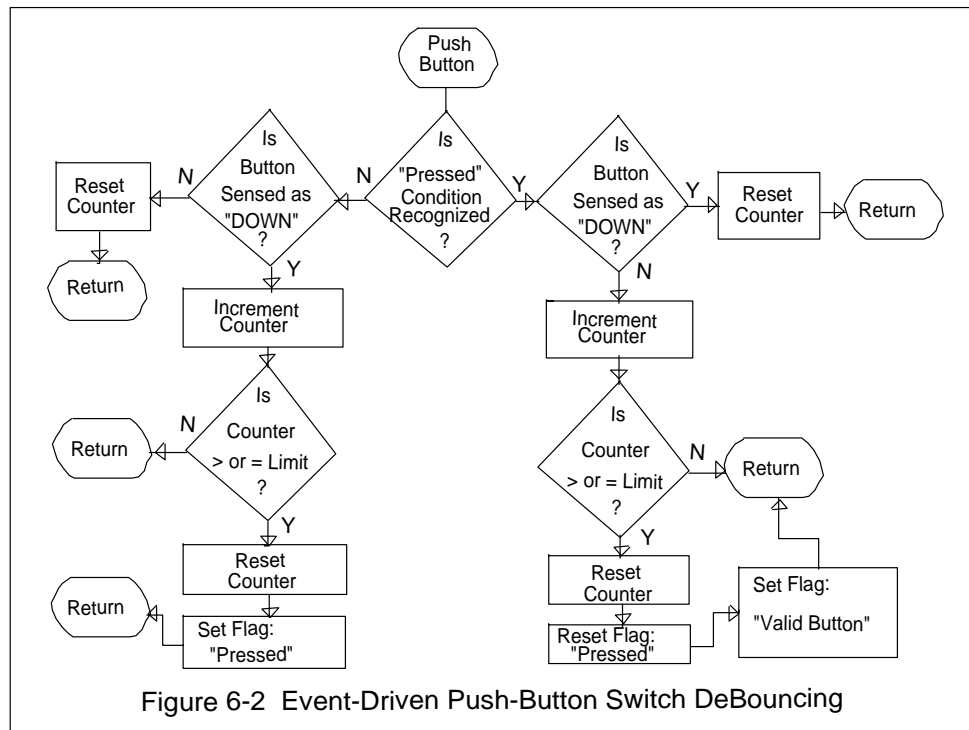 Push
Button
Is
Button
Sensed as
"DOWN"
?
N
Y
Is
"Pressed"
Condition
Recognized
?
N
Y
Is
Button
Sensed as
"DOWN"
?
Y
N
Reset
Counter
Return
Reset
Counter
Return
Increment
Counter
Is
Counter
> or = Limit
?
N
Return
Y
Reset
Counter
Set Flag:
"Pressed"
Return
Increment
Counter
Is
Counter
> or = Limit
?
N
Return
Y
Reset
Counter
Reset Flag:
"Pressed"
Set Flag:
"Valid Button"
Figure 6-2 Event-Driven Push-Button Switch DeBouncing